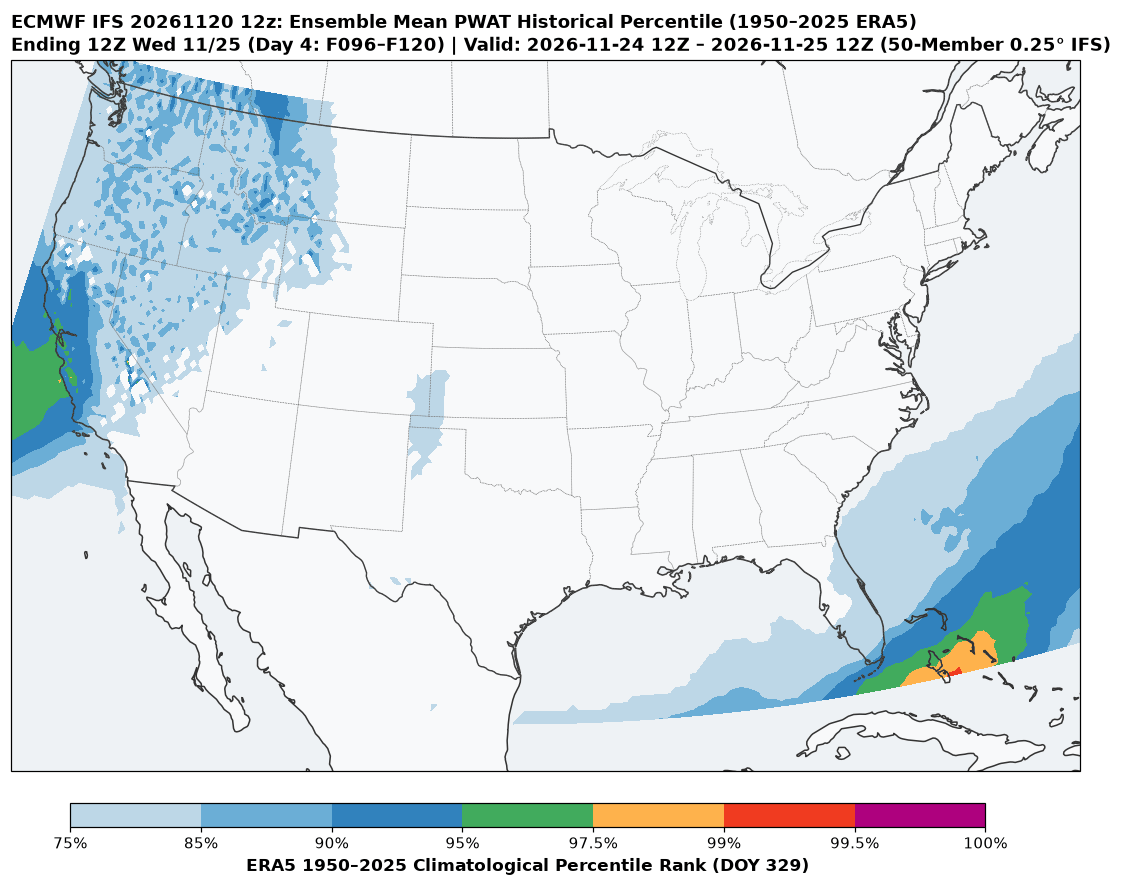 ECMWF IFS 20261120 12z: Ensemble Mean PWAT Historical Percentile (1950–2025 ERA5)
Ending 12Z Wed 11/25 (Day 4: F096–F120) | Valid: 2026-11-24 12Z – 2026-11-25 12Z (50-Member 0.25° IFS)
75% 85% 90% 95% 97.5% 99% 99.5% 100%
ERA5 1950–2025 Climatological Percentile Rank (DOY 329)